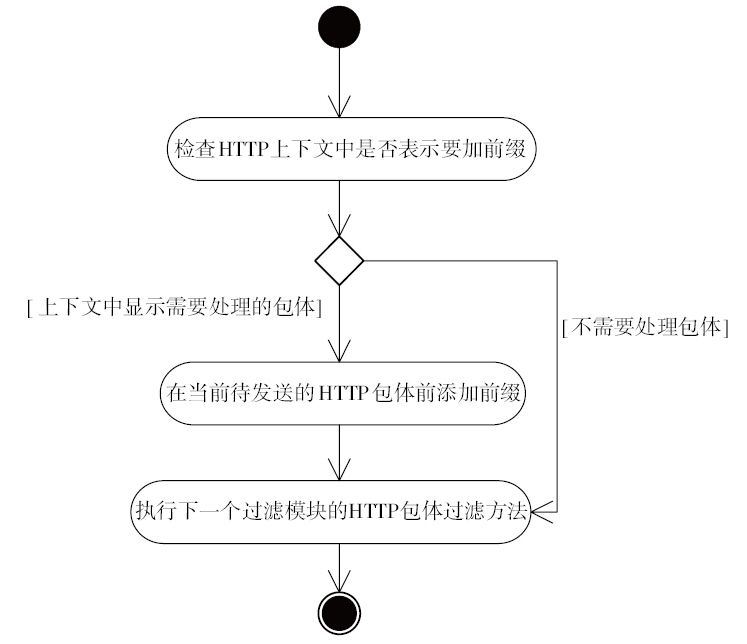 检查HTTP上下文中是否表示要加前缀
[上下文中显示需要处理的包体]
[不需要处理包体]
在当前待发送的HTTP包体前添加前缀
执行下一个过滤模块的HTTP包体过滤方法